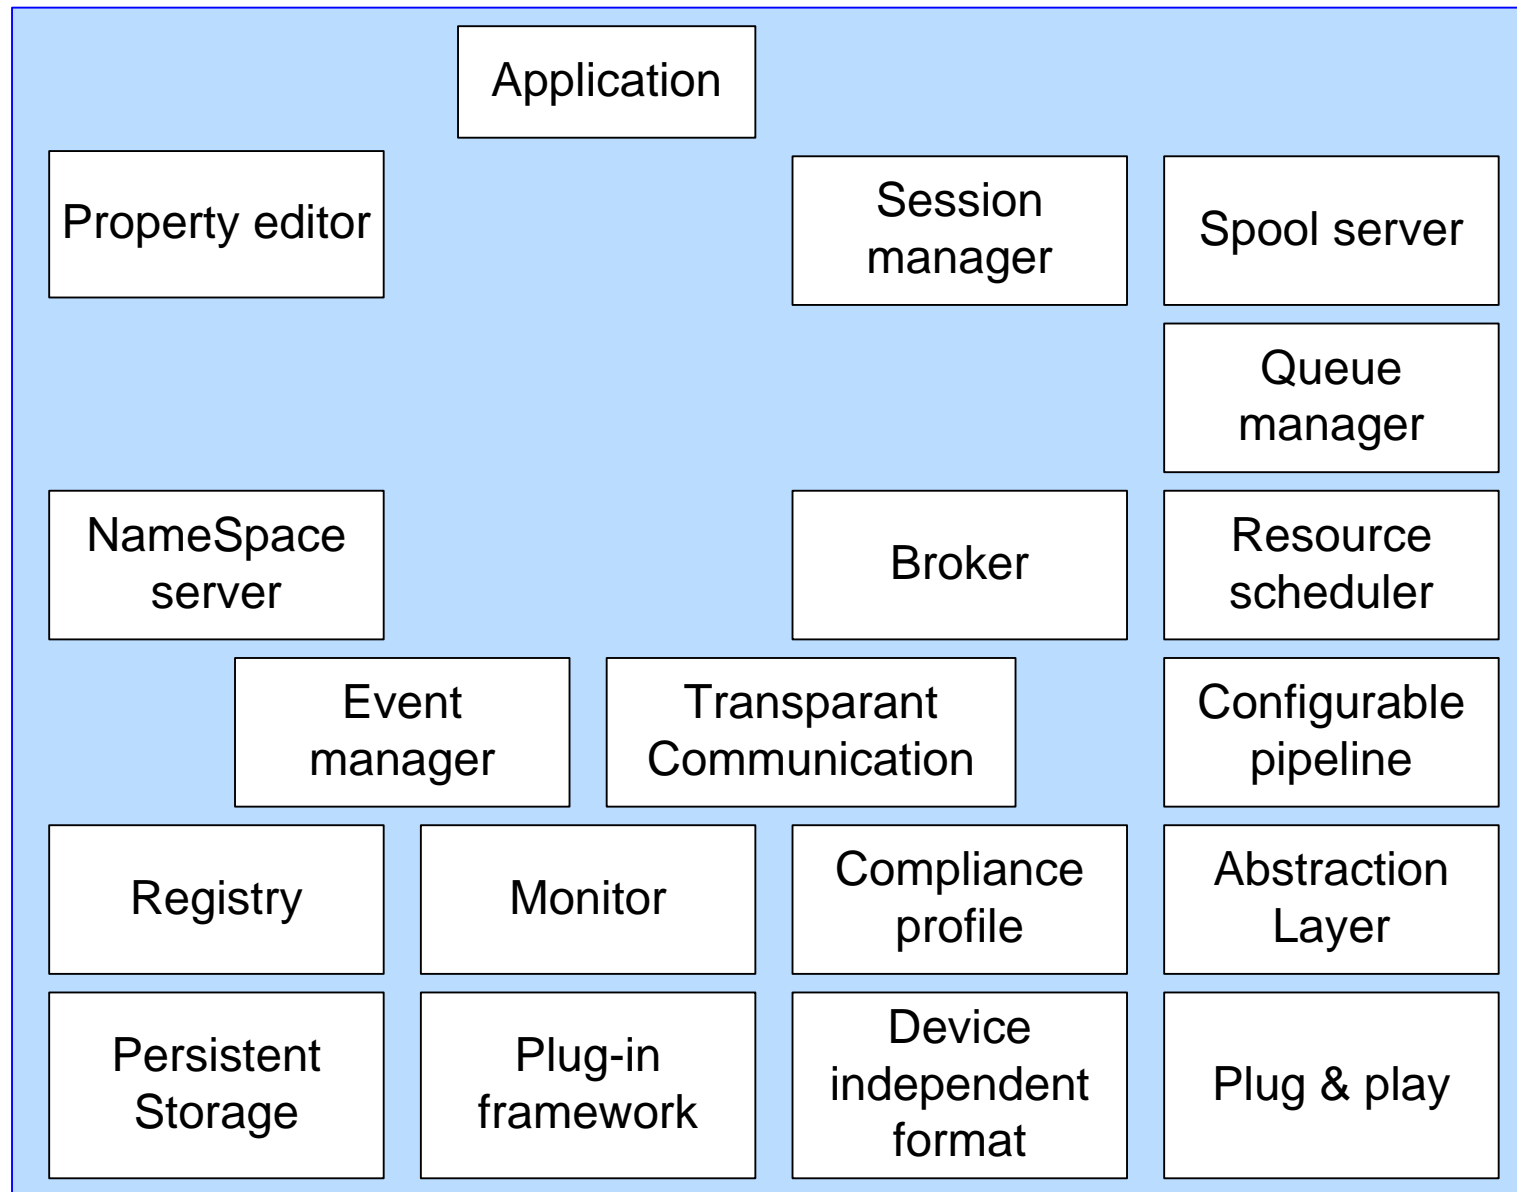 Application
Property editor
Session
manager
Spool server
Queue
manager
NameSpace
server
Broker
Resource
scheduler
Event
manager
Transparant
Communication
Configurable
pipeline
Registry
Monitor
Compliance
profile
Abstraction
Layer
Persistent
Storage
Plug-in
framework
Device
independent
format
Plug & play